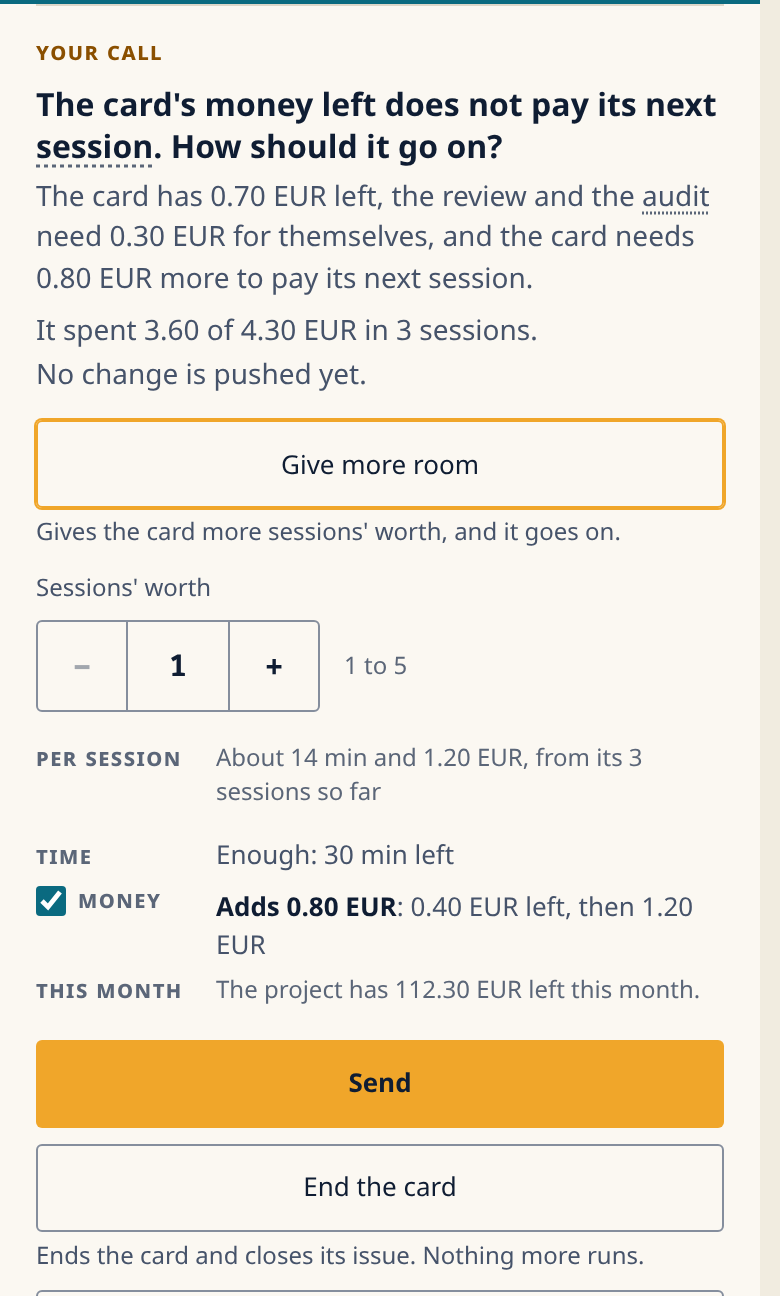 YOUR CALL
The card's money left does not pay its next
session. How should it go on?
The card has 0.70 EUR left, the review and the audit
need 0.30 EUR for themselves, and the card needs
0.80 EUR more to pay its next session.
It spent 3.60 of 4.30 EUR in 3 sessions.
No change is pushed yet.
Give more room
Gives the card more sessions' worth, and it goes on.
Sessions' worth
− 1 + 1 to 5
PER SESSION About 14 min and 1.20 EUR, from its 3
sessions so far
TIME Enough: 30 min left
MONEY Adds 0.80 EUR: 0.40 EUR left, then 1.20
EUR
THIS MONTH The project has 112.30 EUR left this month.
Send
End the card
Ends the card and closes its issue. Nothing more runs.